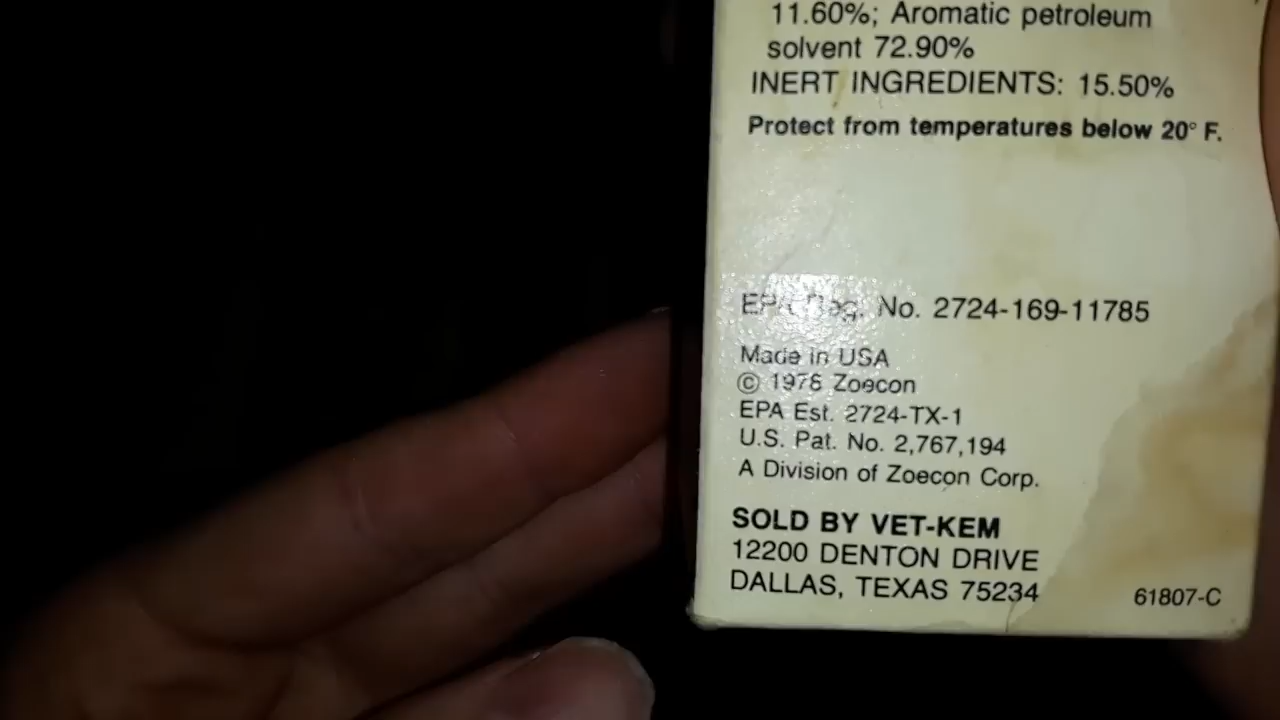 11.60%; Aromatic petroleum
solvent 72.90%
INERT INGREDIENTS: 15.50%
Protect from temperatures below 20° F.
EPA Reg. No. 2724-169-11785
Made in USA
© 1978 Zoecon
EPA Est. 2724-TX-1
U.S. Pat. No. 2,767,194
A Division of Zoecon Corp.
SOLD BY VET-KEM
12200 DENTON DRIVE
DALLAS, TEXAS 75234
61807-C